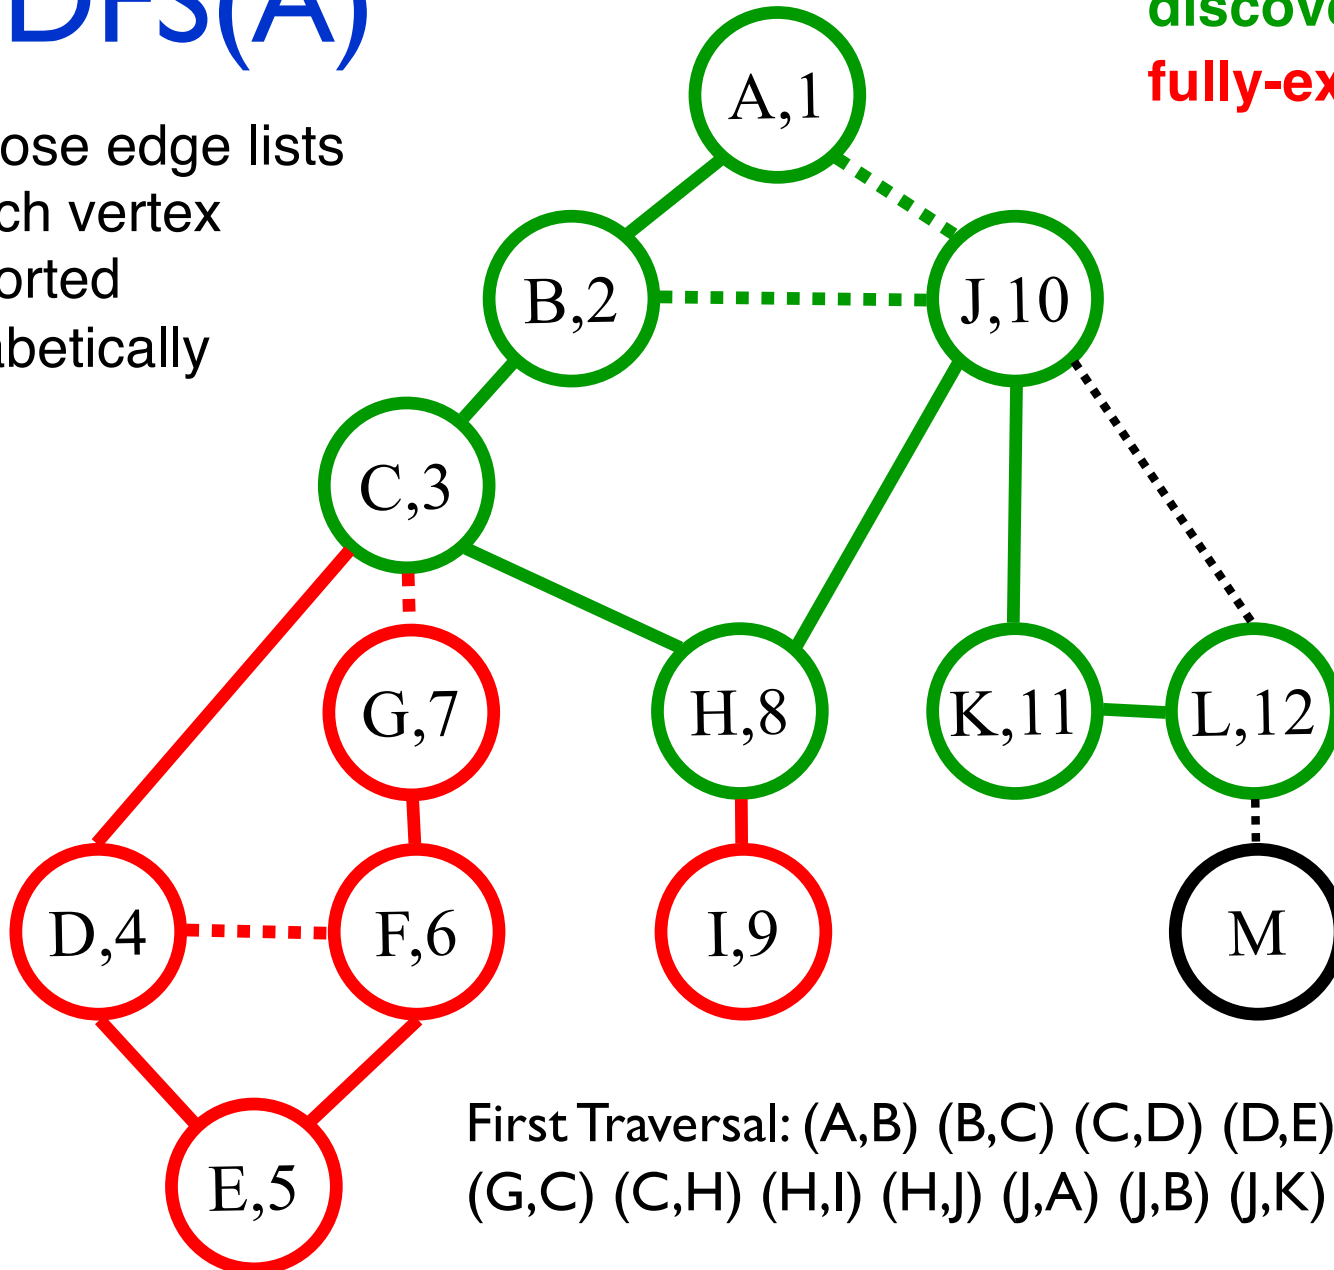 DFS(A)
discov
fully-ex
ose edge lists
ch vertex
orted
abetically
A,1
B,2
J,10
C,3
G,7
H,8
K,11
L,12
D,4
F,6
I,9
M
E,5
First Traversal: (A,B) (B,C) (C,D) (D,E)
(G,C) (C,H) (H,I) (H,J) (J,A) (J,B) (J,K)